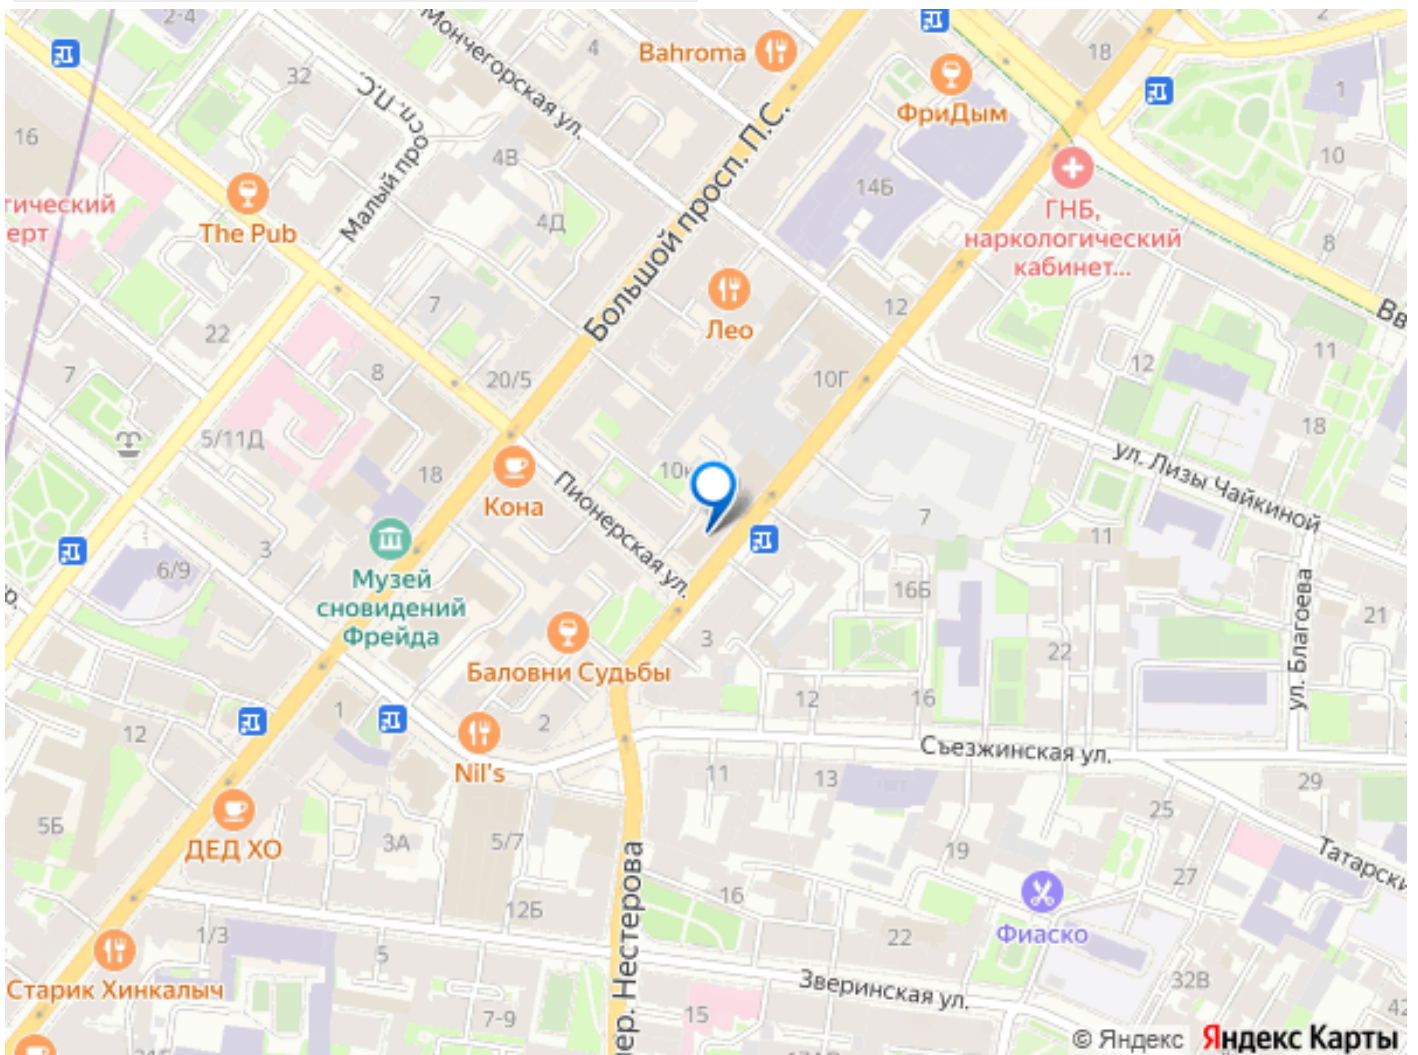 2-4
Мончегорская ул.
4
Bahroma
18
2
ФриДым
1
16
32
Малый просп. П.С.
4В
14Б
10
гический
ерт
The Pub
4Д
Большой просп. П.С.
ГНБ,
наркологический
кабинет...
8
7
Лео
12
Вв
22
11
7
8
20/5
10Г
12
18
5/11Д
18
Кона
Пионерская ул.
ул. Лизы Чайкиной
3
7
11
6/9
Музей
сновидений
Фрейда
16Б
ул. Благоева
21
Баловни Судьбы
3
22
12
16
1
2
12
Съезжинская ул.
Nil's
11
13
29
5Б
ДЕД ХО
3А
5/7
25
19
Татарски
27
16
12Б
Фиаско
1/3
5
22
пер. Нестерова
Старик Хинкалыч
Зверинская ул.
32В
7-9
15
© Яндекс Яндекс Карты